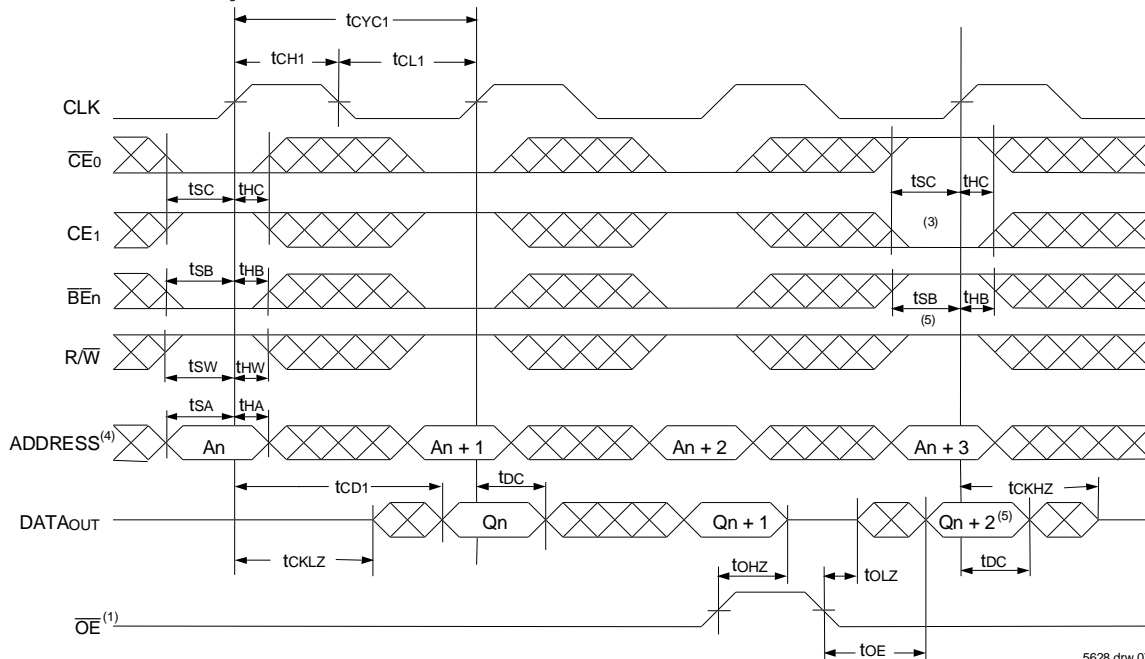 tCYC1
tCH1 tCL1
CLK
CE0
tSC tHC tSC tHC
CE1 (3)
tSB tHB
BEn tSB tHB
(5)
R/W
tSW tHW
tSA tHA
ADDRESS(4) An An + 1 An + 2 An + 3
tCD1 tDC tCKHZ
DATAOUT Qn Qn + 1 Qn + 2(5)
tCKLZ tOHZ tOLZ tDC
OE(1)
tOE
5628 drw